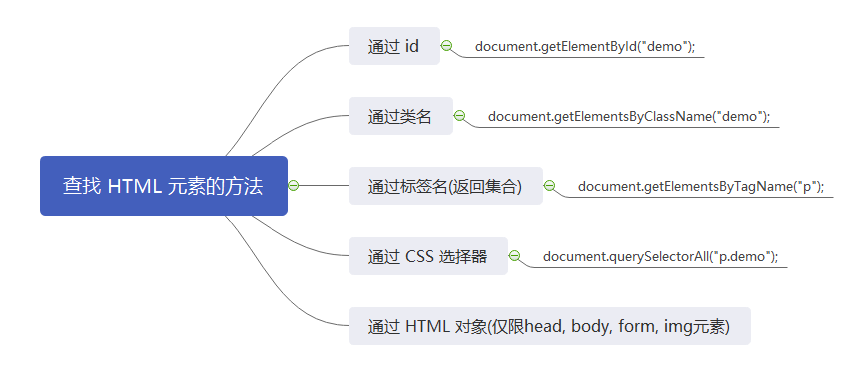 查找 HTML 元素的方法
通过 id
document.getElementById("demo");
通过类名
document.getElementsByClassName("demo");
通过标签名(返回集合)
document.getElementsByTagName("p");
通过 CSS 选择器
document.querySelectorAll("p.demo");
通过 HTML 对象(仅限head, body, form, img元素)